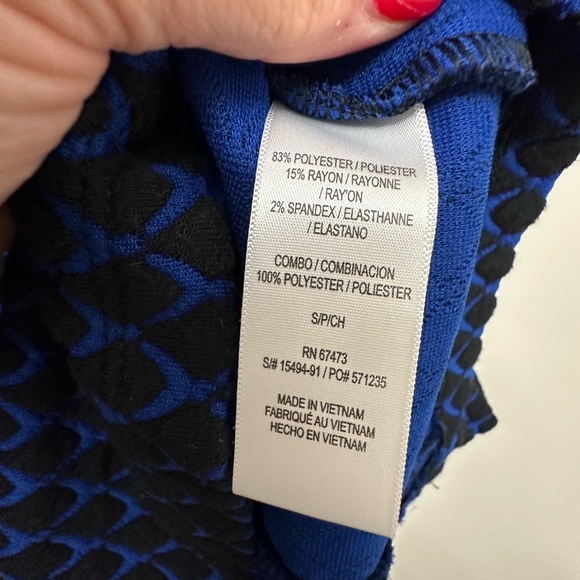 83% POLYESTER / POLIESTER
15% RAYON / RAYONNE
/ RAY'ON
2% SPANDEX / ELASTHANNE
/ ELASTANO
COMBO / COMBINACION
100% POLYESTER / POLIESTER
S/P/CH
RN 67473
S/# 15494-91 / PO# 571235
MADE IN VIETNAM
FABRIQUÉ AU VIETNAM
HECHO EN VIETNAM